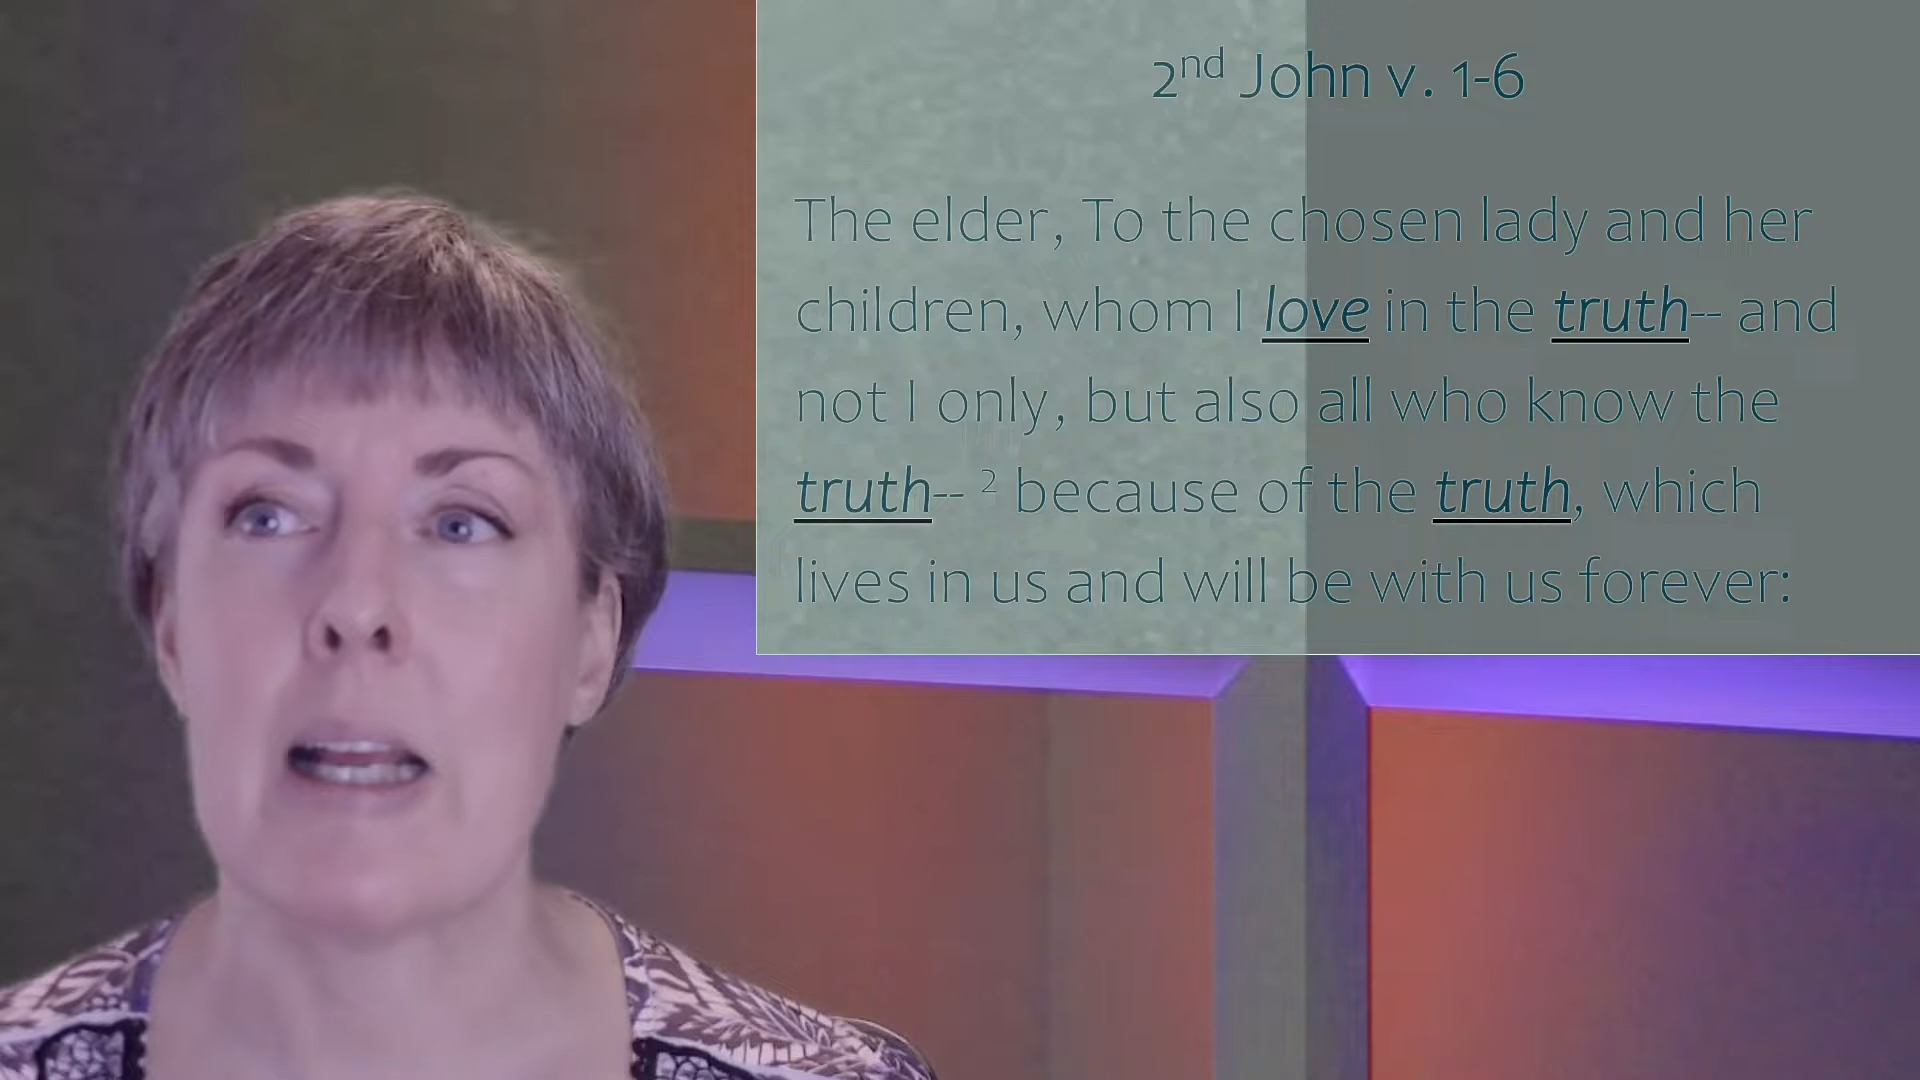 2nd John v. 1-6
The elder, To the chosen lady and her
children, whom I love in the truth-- and
not I only, but also all who know the
truth-- 2 because of the truth, which
lives in us and will be with us forever: